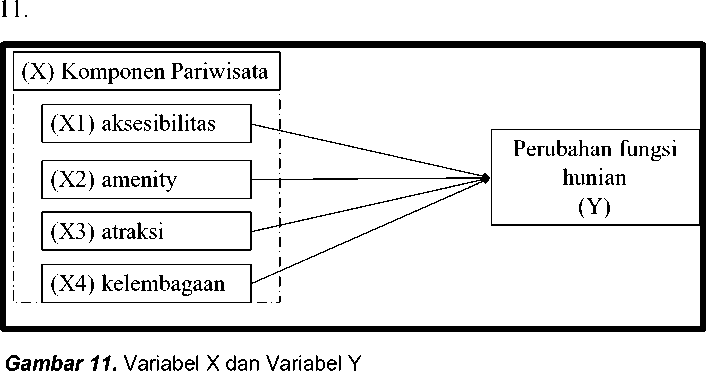 11.
(X) Komponen Pariwisata
(X1) aksesibilitas
(X2) amenity
(X3) atraksi
(X4) kelembagaan
Perubahan fungsi
hunian
(Y)
Gambar 11. Variabel X dan Variabel Y